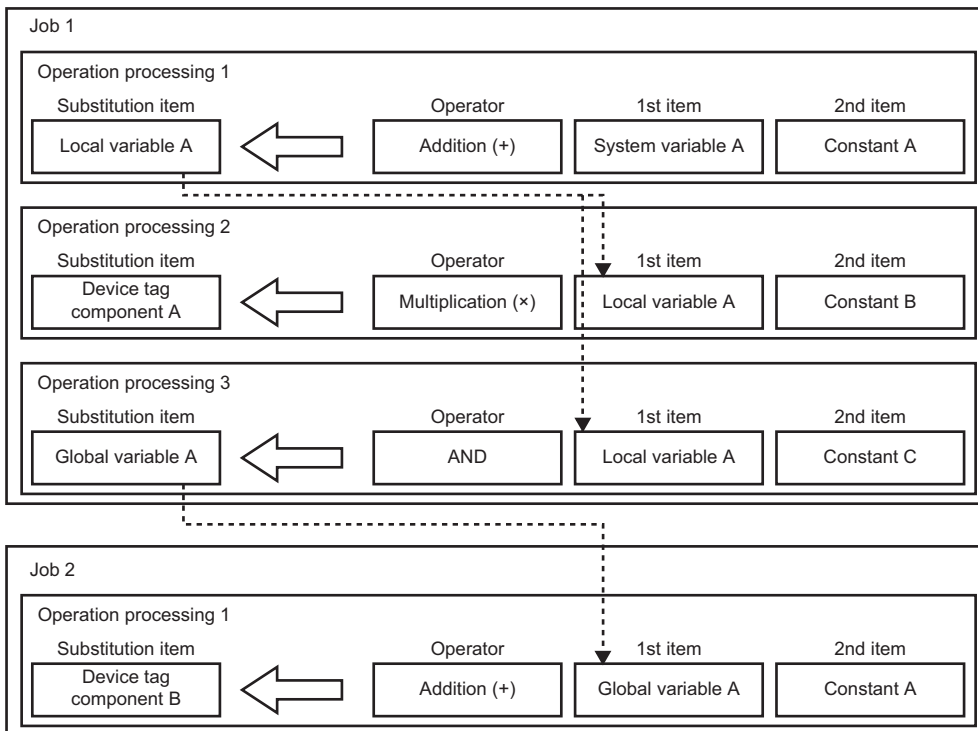 Job 1
Operation processing 1
Substitution item Operator 1st item 2nd item
Local variable A Addition (+) System variable A Constant A
Operation processing 2
Substitution item Operator 1st item 2nd item
Device tag
component A Multiplication (×) Local variable A Constant B
Operation processing 3
Substitution item Operator 1st item 2nd item
Global variable A AND Local variable A Constant C
Job 2
Operation processing 1
Substitution item Operator 1st item 2nd item
Device tag
component B Addition (+) Global variable A Constant A